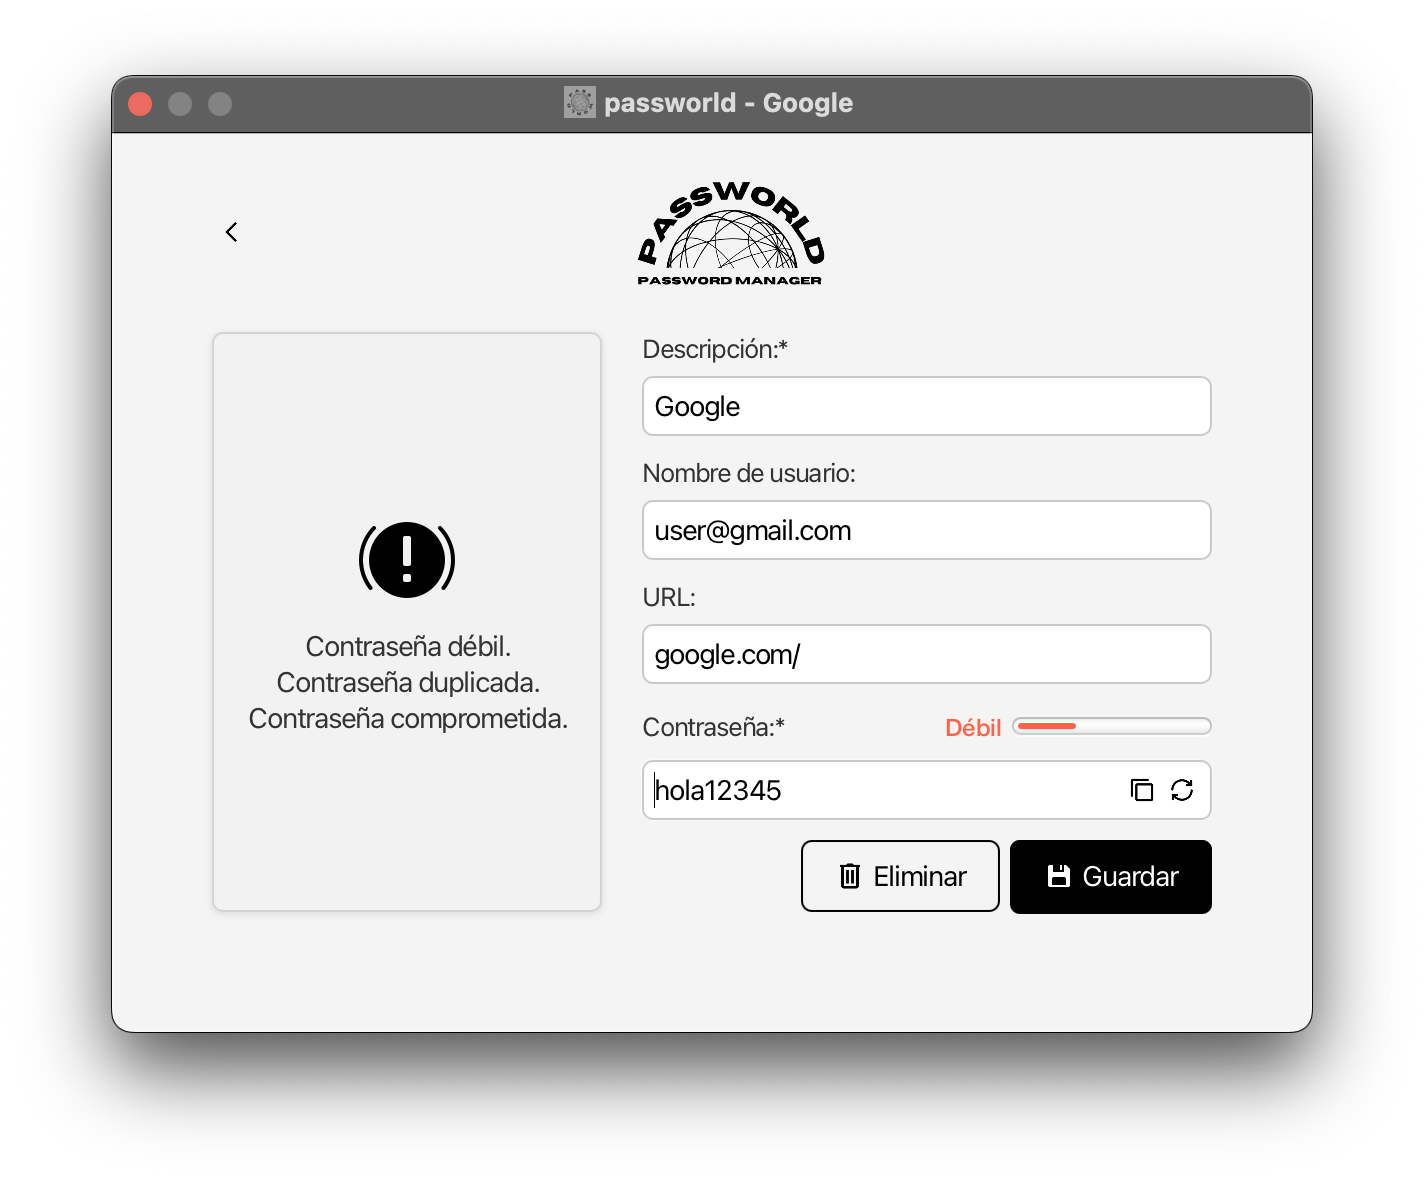 passworld - Google
PASSWORLD
PASSWORD MANAGER
Contraseña débil.
Contraseña duplicada.
Contraseña comprometida.
Descripción:*
Google
Nombre de usuario:
user@gmail.com
URL:
google.com/
Contraseña:*
Débil
hola12345
Eliminar
Guardar